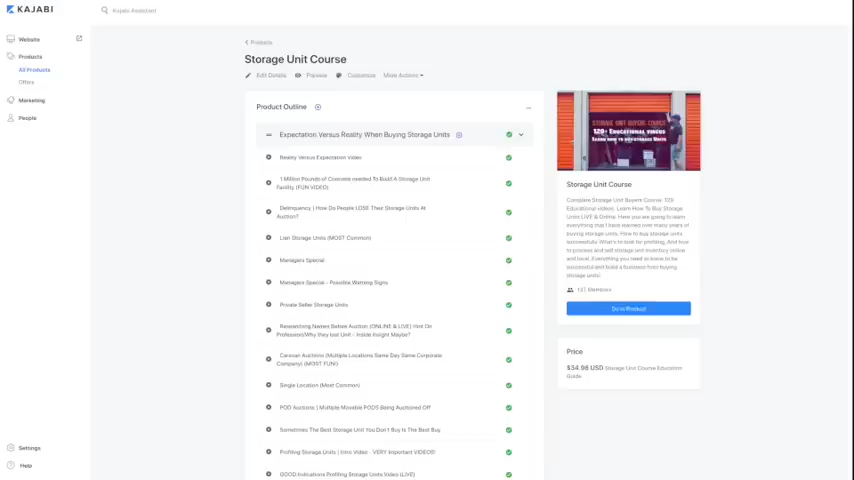 KAJABI
Kajabi Assistant
Website
Products
All Products
Offers
Marketing
People
Settings
Help
Products
Storage Unit Course
Edit Details
Preview
Customize
More Actions
Product Outline
Expectation Versus Reality When Buying Storage Units
Reality Versus Expectation Video
1 Million Pounds of Concrete needed To Build A Storage Unit
Facility (FUN VIDEO)
Delinquency | How Do People LOSE Their Storage Units At
Auction?
Lien Storage Units (MOST Common)
Managers Special
Managers Special - Possible Warning Signs
Private Seller Storage Units
Researching Names Before Auction (ONLINE & LIVE) Hint On
Profession/Why they lost Unit - Inside Insight Maybe?
Caravan Auctions (Multiple Locations Same Day Same Corporate
Company) (MOST FUN!)
Single Location (Most Common)
POD Auctions | Multiple Movable PODS Being Auctioned Off
Sometimes The Best Storage Unit You Don't Buy Is The Best Buy
Profiling Storage Units | Intro Video - VERY Important VIDEOS!
GOOD Indications Profiling Storage Units Video (LIVE)
STORAGE UNIT BUYERS COURSE
120+ EDUCATIONAL VIDEOS
LEARN HOW TO BUY STORAGE UNITS
Storage Unit Course
Complete Storage Unit Buyers Course. 120
Educational videos. Learn How To Buy Storage
Units LIVE & Online. Here you are going to learn
everything that I have learned over many years of
buying storage units. How to buy storage units
successfully. What's to look for profiling. And how
to process and sell storage unit inventory online
and local. Everything you need to know to be
successful and build a business from buying
storage units.
Members
Go to Product
Price
$34.98 USD Storage Unit Course Education
Guide